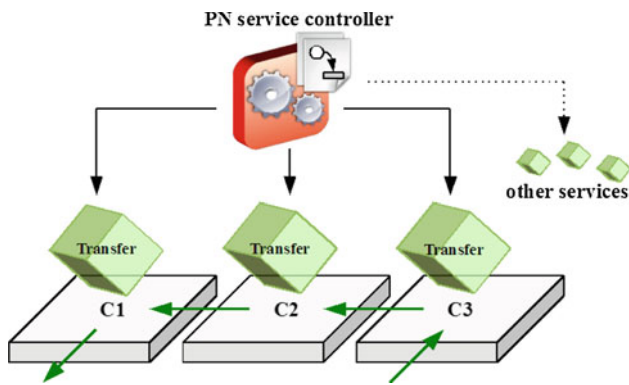 PN service controller
other services
Transfer
Transfer
Transfer
C1
C2
C3